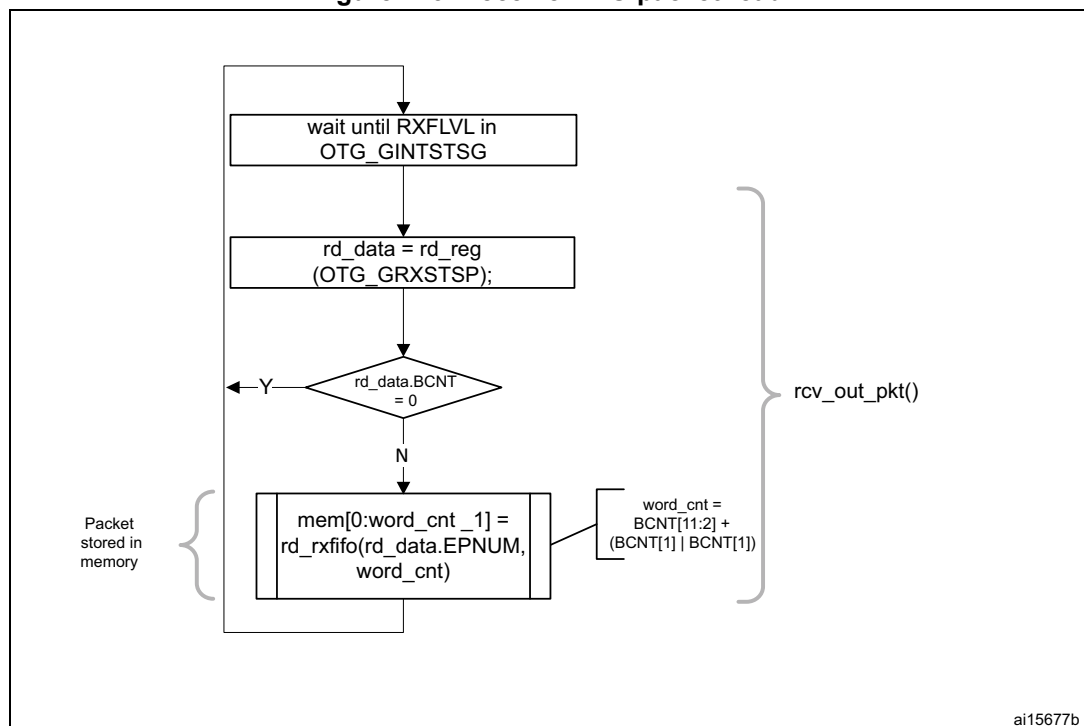 wait until RXFLVL in
OTG_GINTSTSG
rd_data = rd_reg
(OTG_GRXSTSP);
rd_data.BCNT
= 0
Y
N
rcv_out_pkt()
Packet
stored in
memory
mem[0:word_cnt _1] =
rd_rxfifo(rd_data.EPNUM,
word_cnt)
word_cnt =
BCNT[11:2] +
(BCNT[1] | BCNT[1])
ai15677b